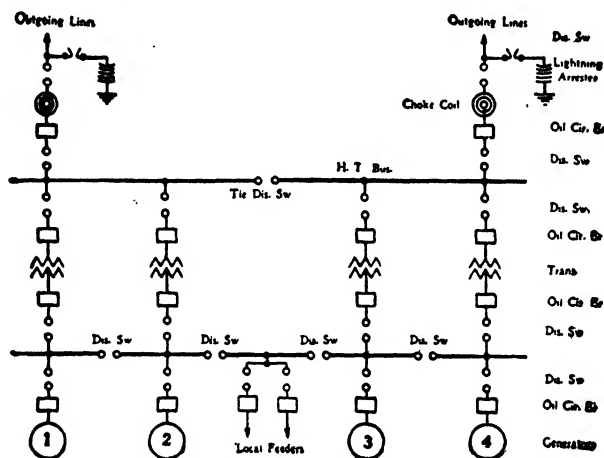 Outgoing Lines
Outgoing Lines
Dis. Sw
Lightning
Arrester
Choke Coil
Oil Cir. Br
Dis. Sw
H. T Bus.
Tie Dis. Sw
Dis. Sw.
Oil Cir. Br
Trans
Oil Cir Br
Dis. Sw
Dis. Sw
Dis. Sw
Dis. Sw
Dis. Sw
Dis. Sw
Oil Cir. Br
1
2
3
4
Local Feeders
Generators